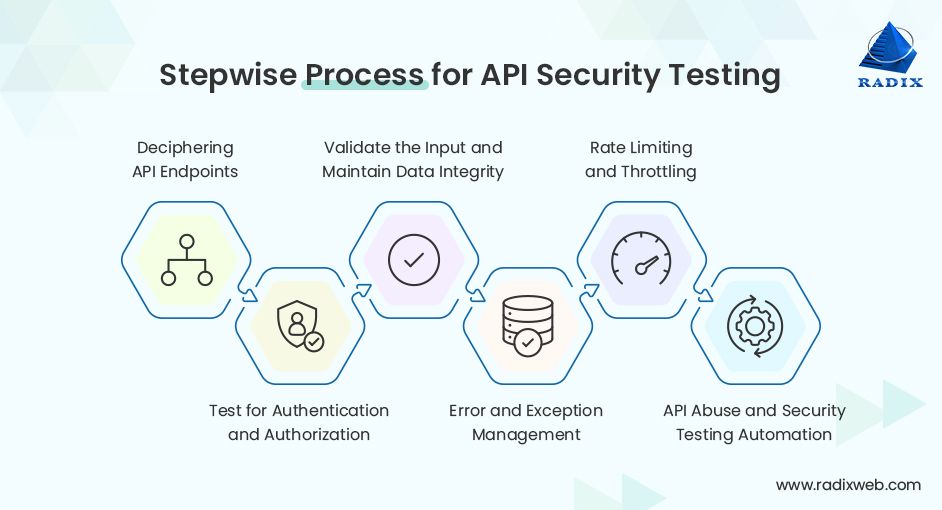 Stepwise Process for API Security Testing
RADIX
Deciphering
API Endpoints
Validate the Input and
Maintain Data Integrity
Rate Limiting
and Throttling
Test for Authentication
and Authorization
Error and Exception
Management
API Abuse and Security
Testing Automation
www.radixweb.com